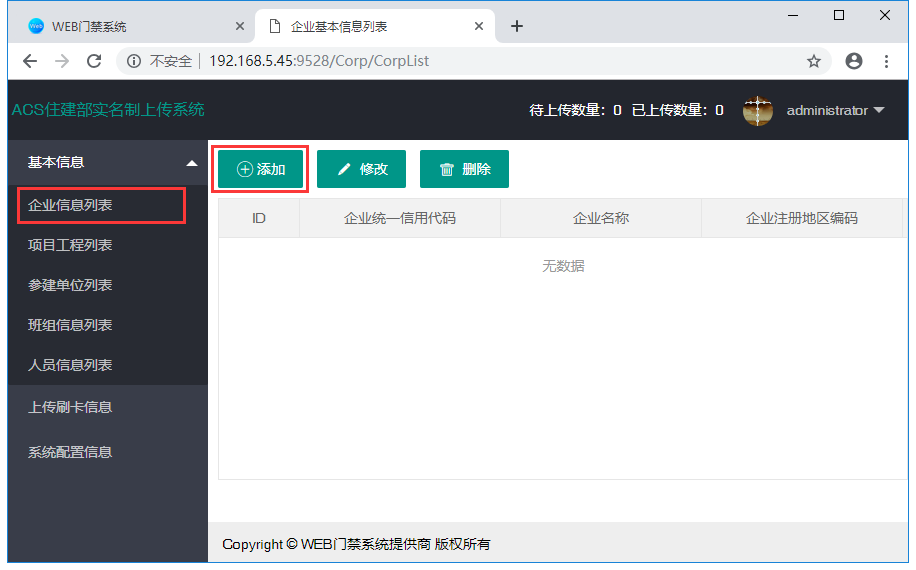 WEB门禁系统
企业基本信息列表
不安全 192.168.5.45:9528/Corp/CorpList
ACS住建部实名制上传系统
待上传数量：0 已上传数量：0
administrator
基本信息
企业信息列表
项目工程列表
参建单位列表
班组信息列表
人员信息列表
上传刷卡信息
系统配置信息
添加 修改 删除
ID 企业统一信用代码 企业名称 企业注册地区编码
无数据
Copyright © WEB门禁系统提供商 版权所有